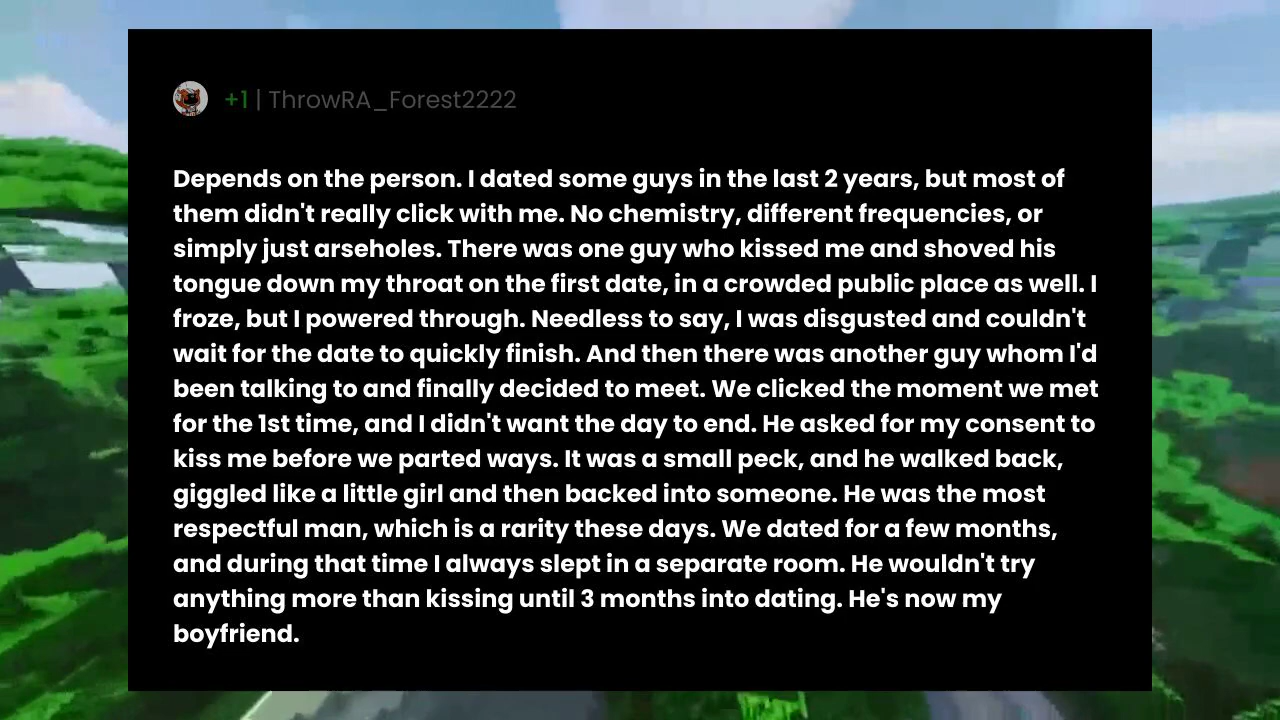 +1 | ThrowRA_Forest2222
Depends on the person. I dated some guys in the last 2 years, but most of
them didn't really click with me. No chemistry, different frequencies, or
simply just arseholes. There was one guy who kissed me and shoved his
tongue down my throat on the first date, in a crowded public place as well. I
froze, but I powered through. Needless to say, I was disgusted and couldn't
wait for the date to quickly finish. And then there was another guy whom I'd
been talking to and finally decided to meet. We clicked the moment we met
for the 1st time, and I didn't want the day to end. He asked for my consent to
kiss me before we parted ways. It was a small peck, and he walked back,
giggled like a little girl and then backed into someone. He was the most
respectful man, which is a rarity these days. We dated for a few months,
and during that time I always slept in a separate room. He wouldn't try
anything more than kissing until 3 months into dating. He's now my
boyfriend.